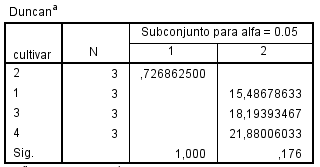 Duncanª
cultivar N Subconjunto para alfa = 0.05
1 2
2 3 ,726862500
1 3 15,48678633
3 3 18,19393467
4 3 21,88006033
Sig. 1,000 ,176